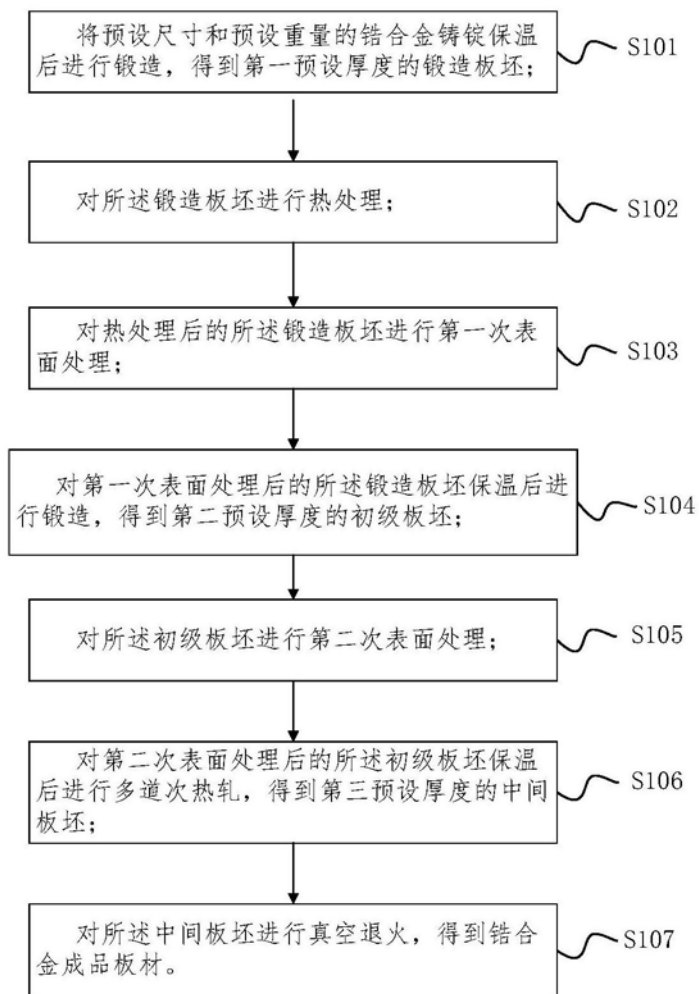 将预设尺寸和预设重量的锆合金铸锭保温
后进行锻造，得到第一预设厚度的锻造板坯；
S101
对所述锻造板坯进行热处理；
S102
对热处理后的所述锻造板坯进行第一次表
面处理；
S103
对第一次表面处理后的所述锻造板坯保温后进
行锻造，得到第二预设厚度的初级板坯；
S104
对所述初级板坯进行第二次表面处理；
S105
对第二次表面处理后的所述初级板坯保温
后进行多道次热轧，得到第三预设厚度的中间
板坯；
S106
对所述中间板坯进行真空退火，得到锆合
金成品板材。
S107